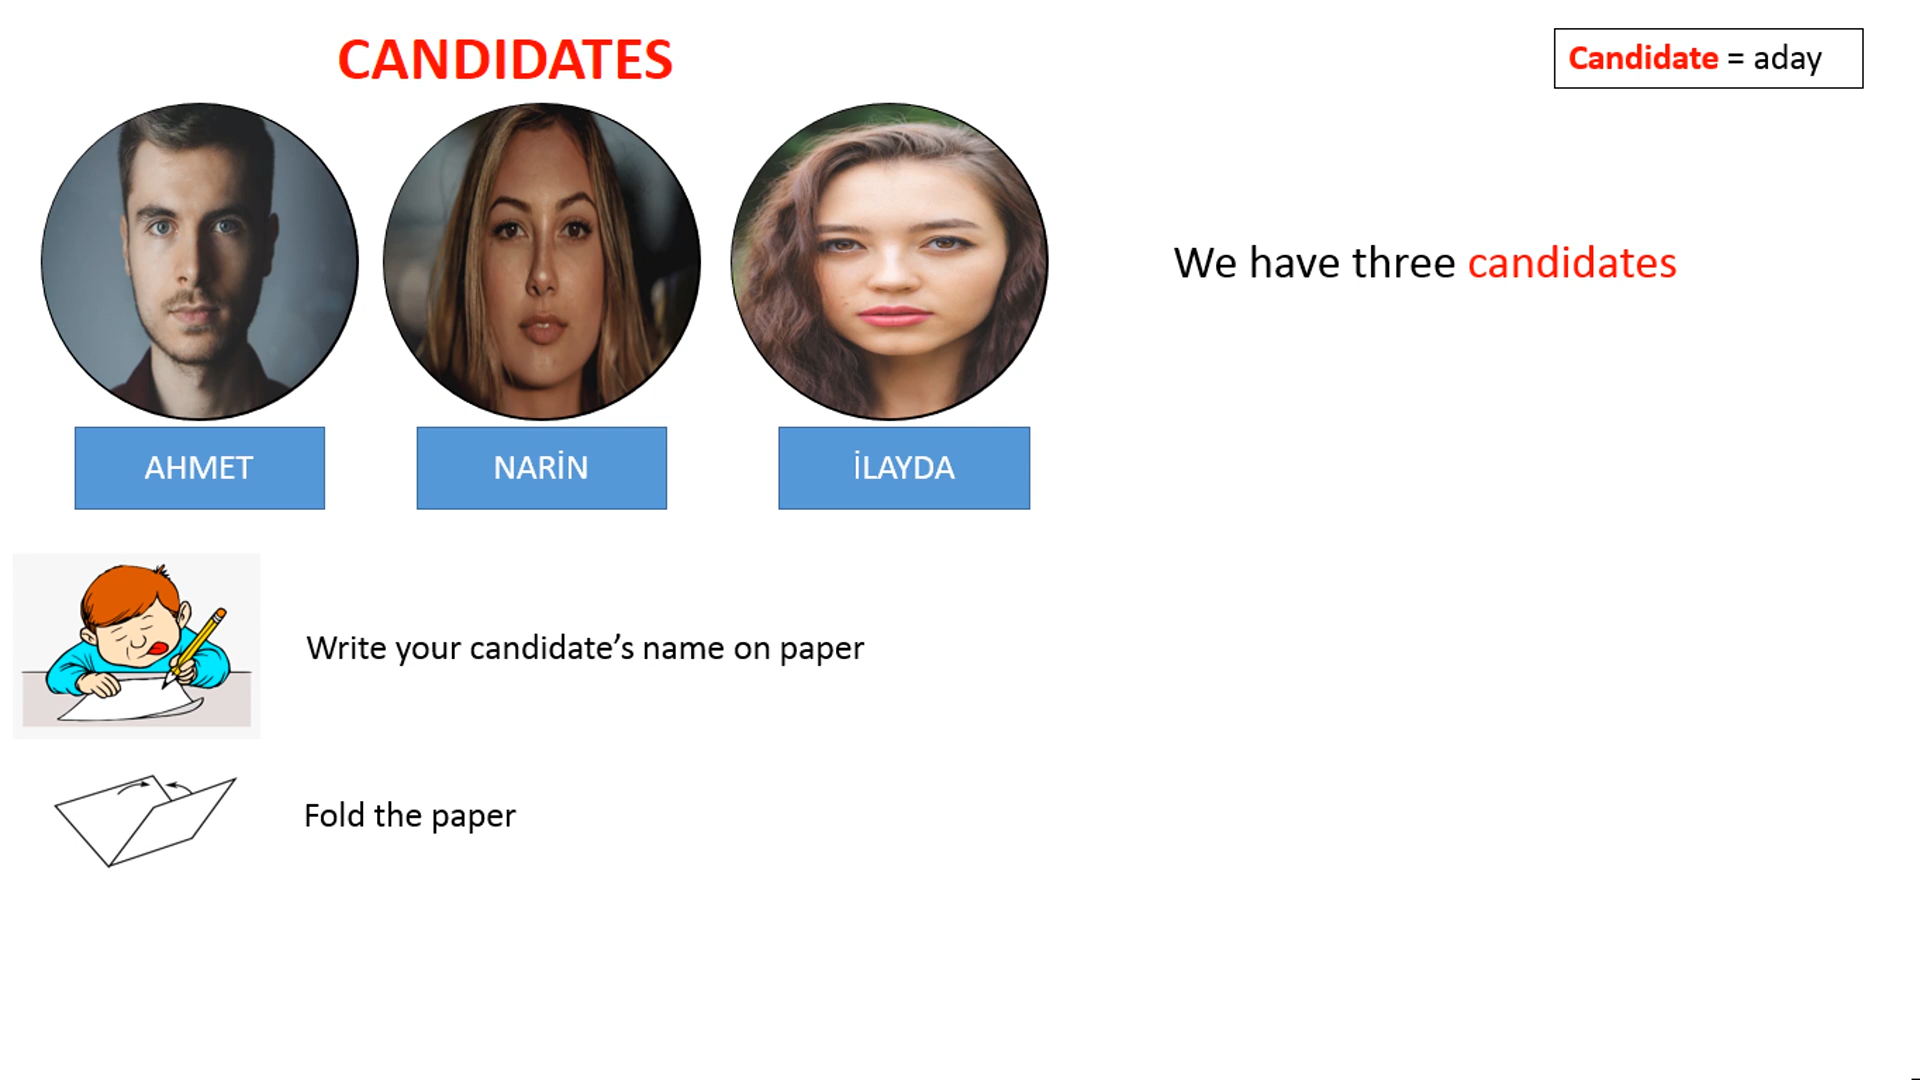 CANDIDATES
Candidate = aday
We have three candidates
AHMET
NARİN
İLAYDA
Write your candidate’s name on paper
Fold the paper